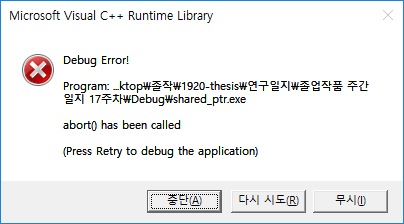 Microsoft Visual C++ Runtime Library
Debug Error!
Program: ...ktop₩졸작₩1920-thesis₩연구일지₩졸업작품 주간
일지 17주차₩Debug₩shared_ptr.exe
abort() has been called
(Press Retry to debug the application)
중단(A)
다시 시도(R)
무시(I)